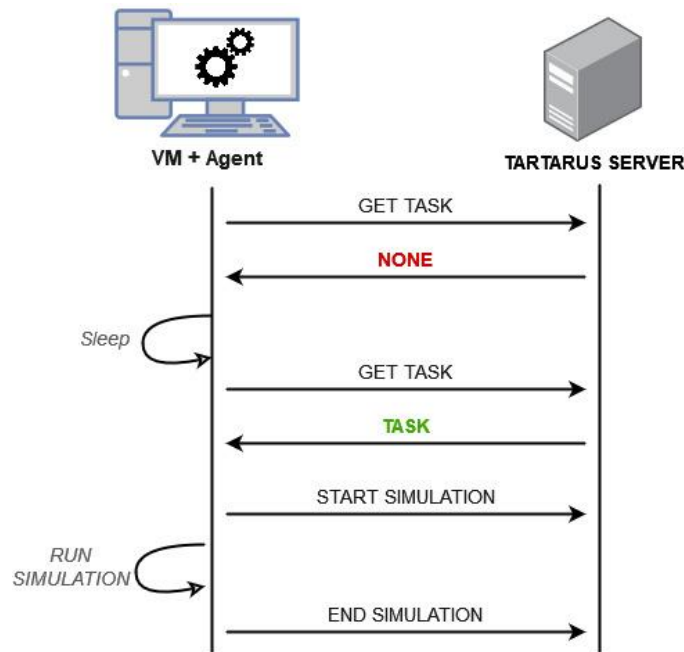 VM + Agent
TARTARUS SERVER
GET TASK
NONE
Sleep
GET TASK
TASK
START SIMULATION
RUN
SIMULATION
END SIMULATION